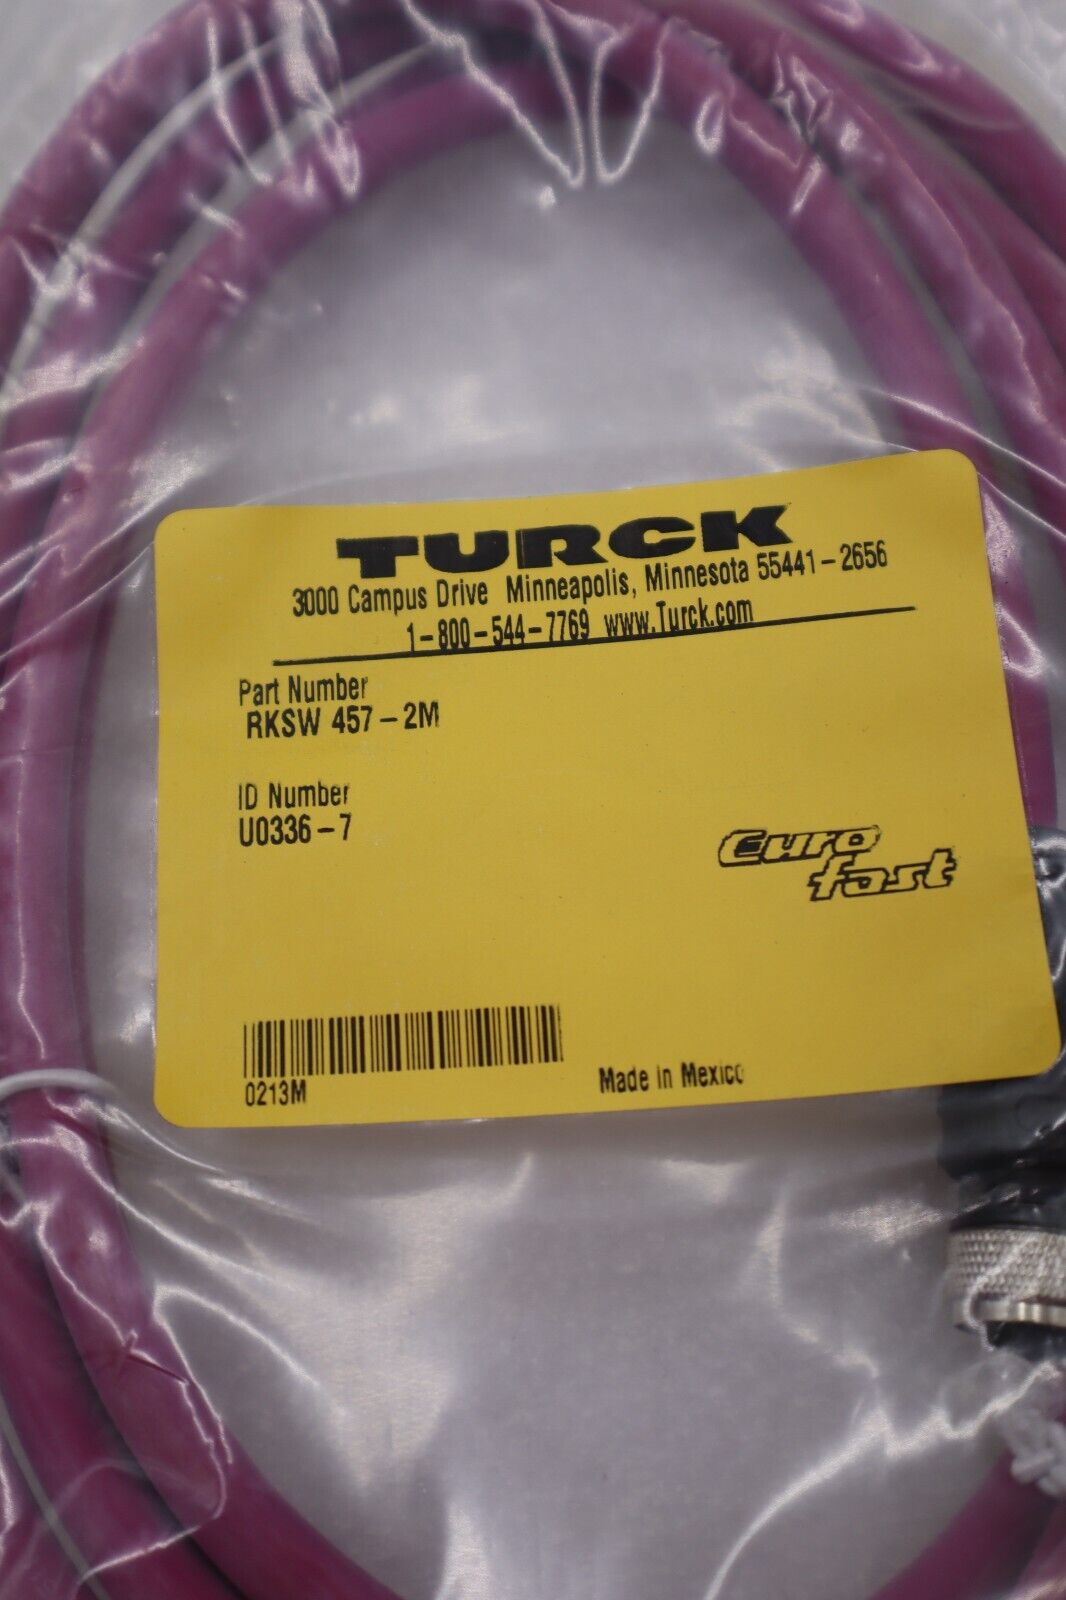 TURCK
3000 Campus Drive Minneapolis, Minnesota 55441-2656
1-800-544-7769 www.Turck.com
Part Number
RKSW 457-2M
ID Number
U0336-7
Euro
fast
0213M
Made in Mexico